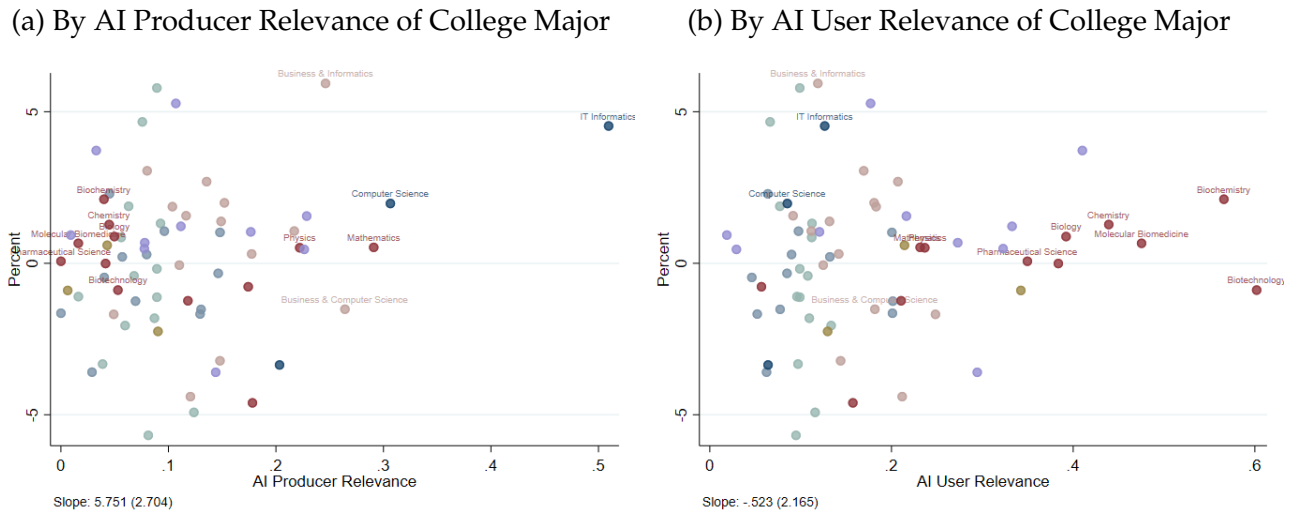 (a) By AI Producer Relevance of College Major
Business & Informatics
5
IT Informatics
Computer Science
Biochemistry
Chemistry
Biology
Molecular Biomedicine
Physics
Mathematics
Pharmaceutical Science
0
Biotechnology
Business & Computer Science
-5
Percent
0 .1 .2 .3 .4 .5
AI Producer Relevance
Slope: 5.751 (2.704)
(b) By AI User Relevance of College Major
Business & Informatics
5
IT Informatics
Computer Science
Biochemistry
Chemistry
Biology
Molecular Biomedicine
Mathematics
Physics
Pharmaceutical Science
0
Biotechnology
Business & Computer Science
-5
Percent
0 .2 .4 .6
AI User Relevance
Slope: -.523 (2.165)